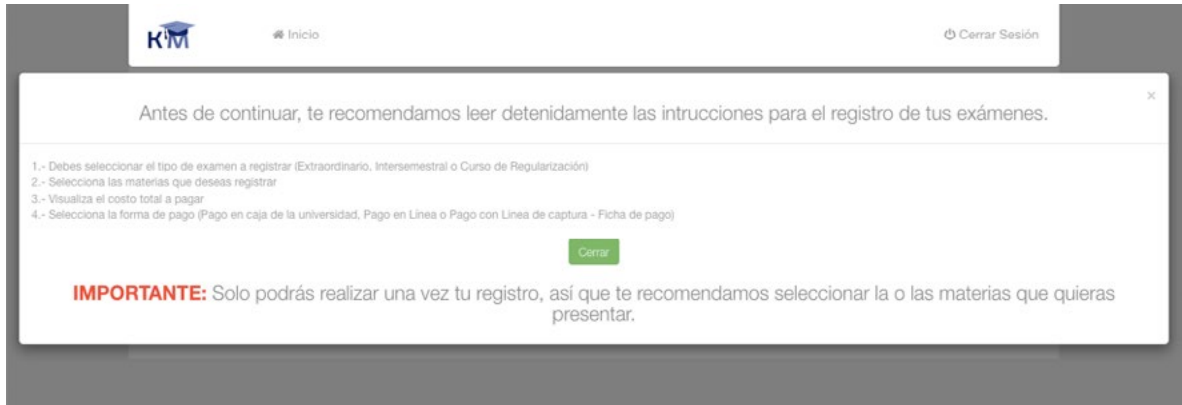 KM
Inicio
Cerrar Sesión
×
Antes de continuar, te recomendamos leer detenidamente las intrucciones para el registro de tus exámenes.
1.- Debes seleccionar el tipo de examen a registrar (Extraordinario, Intersemestral o Curso de Regularización)
2.- Selecciona las materias que deseas registrar
3.- Visualiza el costo total a pagar
4.- Selecciona la forma de pago (Pago en caja de la universidad, Pago en Línea o Pago con Linea de captura - Ficha de pago)
Cerrar
IMPORTANTE: Solo podrás realizar una vez tu registro, así que te recomendamos seleccionar la o las materias que quieras
presentar.